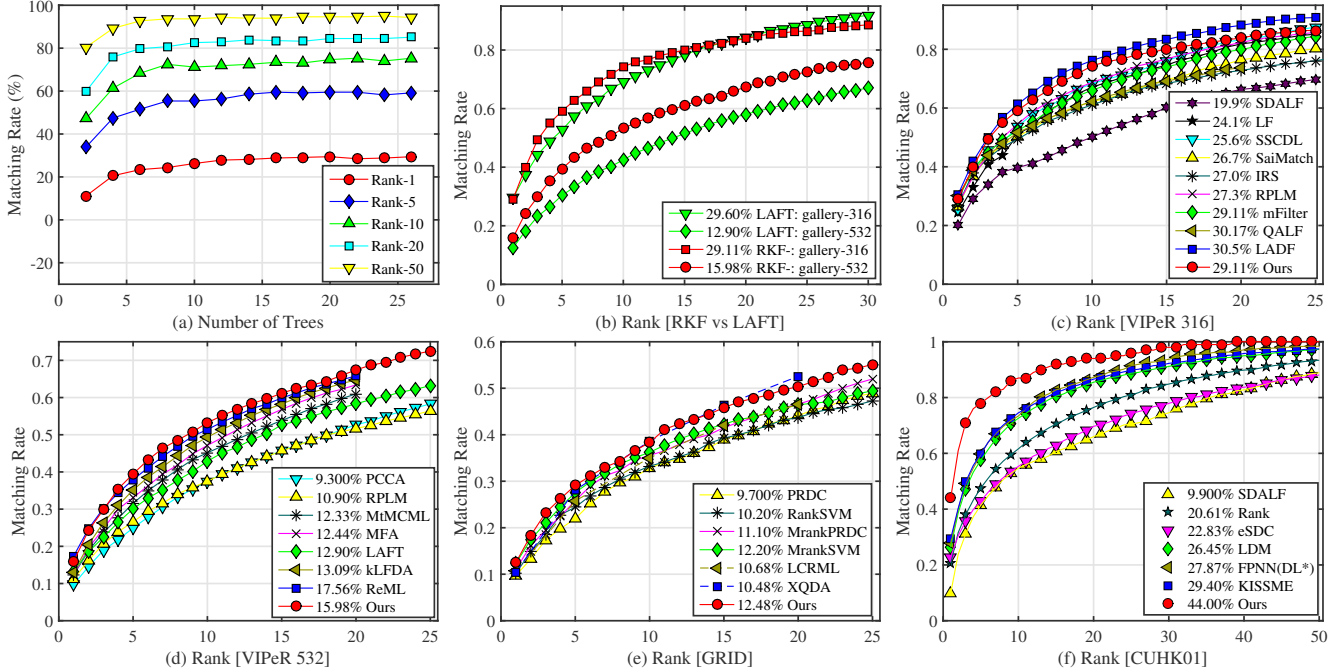 100
80
60
40
20
0
-20
Matching Rate (%)
Rank-1
Rank-5
Rank-10
Rank-20
Rank-50
0 5 10 15 20 25
(a) Number of Trees
0.8
0.6
0.4
0.2
0
Matching Rate
29.60% LAFT: gallery-316
12.90% LAFT: gallery-532
29.11% RKF-: gallery-316
15.98% RKF-: gallery-532
0 5 10 15 20 25 30
(b) Rank [RKF vs LAFT]
0.8
0.6
0.4
0.2
0
Matching Rate
19.9% SDALF
24.1% LF
25.6% SSCDL
26.7% SaiMatch
27.0% IRS
27.3% RPLM
29.11% mFilter
30.17% QALF
30.5% LADF
29.11% Ours
0 5 10 15 20 25
(c) Rank [VIPeR 316]
0.7
0.6
0.5
0.4
0.3
0.2
0.1
0
Matching Rate
9.300% PCCA
10.90% RPLM
12.33% MtMCML
12.44% MFA
12.90% LAFT
13.09% kLFDA
17.56% ReML
15.98% Ours
0 5 10 15 20 25
(d) Rank [VIPeR 532]
0.6
0.5
0.4
0.3
0.2
0.1
0
Matching Rate
9.700% PRDC
10.20% RankSVM
11.10% MrankPRDC
12.20% MrankSVM
10.68% LCRML
10.48% XQDA
12.48% Ours
0 5 10 15 20 25
(e) Rank [GRID]
1
0.8
0.6
0.4
0.2
0
Matching Rate
9.900% SDALF
20.61% Rank
22.83% eSDC
26.45% LDM
27.87% FPNN(DL*)
29.40% KISSME
44.00% Ours
0 10 20 30 40 50
(f) Rank [CUHK01]